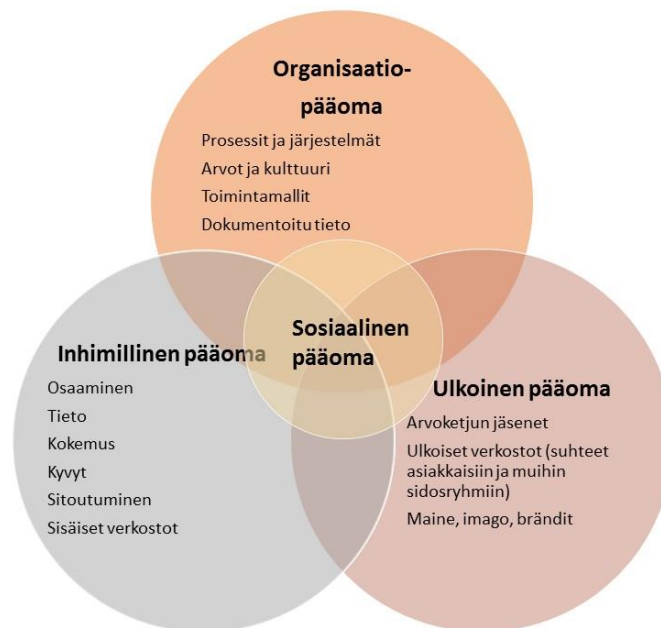 Organisaatio-
pääoma
Prosessit ja järjestelmät
Arvot ja kulttuuri
Toimintamallit
Dokumentoitu tieto
Sosiaalinen
pääoma
Inhimillinen pääoma
Osaaminen
Tieto
Kokemus
Kyvyt
Sitoutuminen
Sisäiset verkostot
Ulkoinen pääoma
Arvoketjun jäsenet
Ulkoiset verkostot (suhteet
asiakkaisiin ja muihin
sidosryhmiin)
Maine, imago, brändit